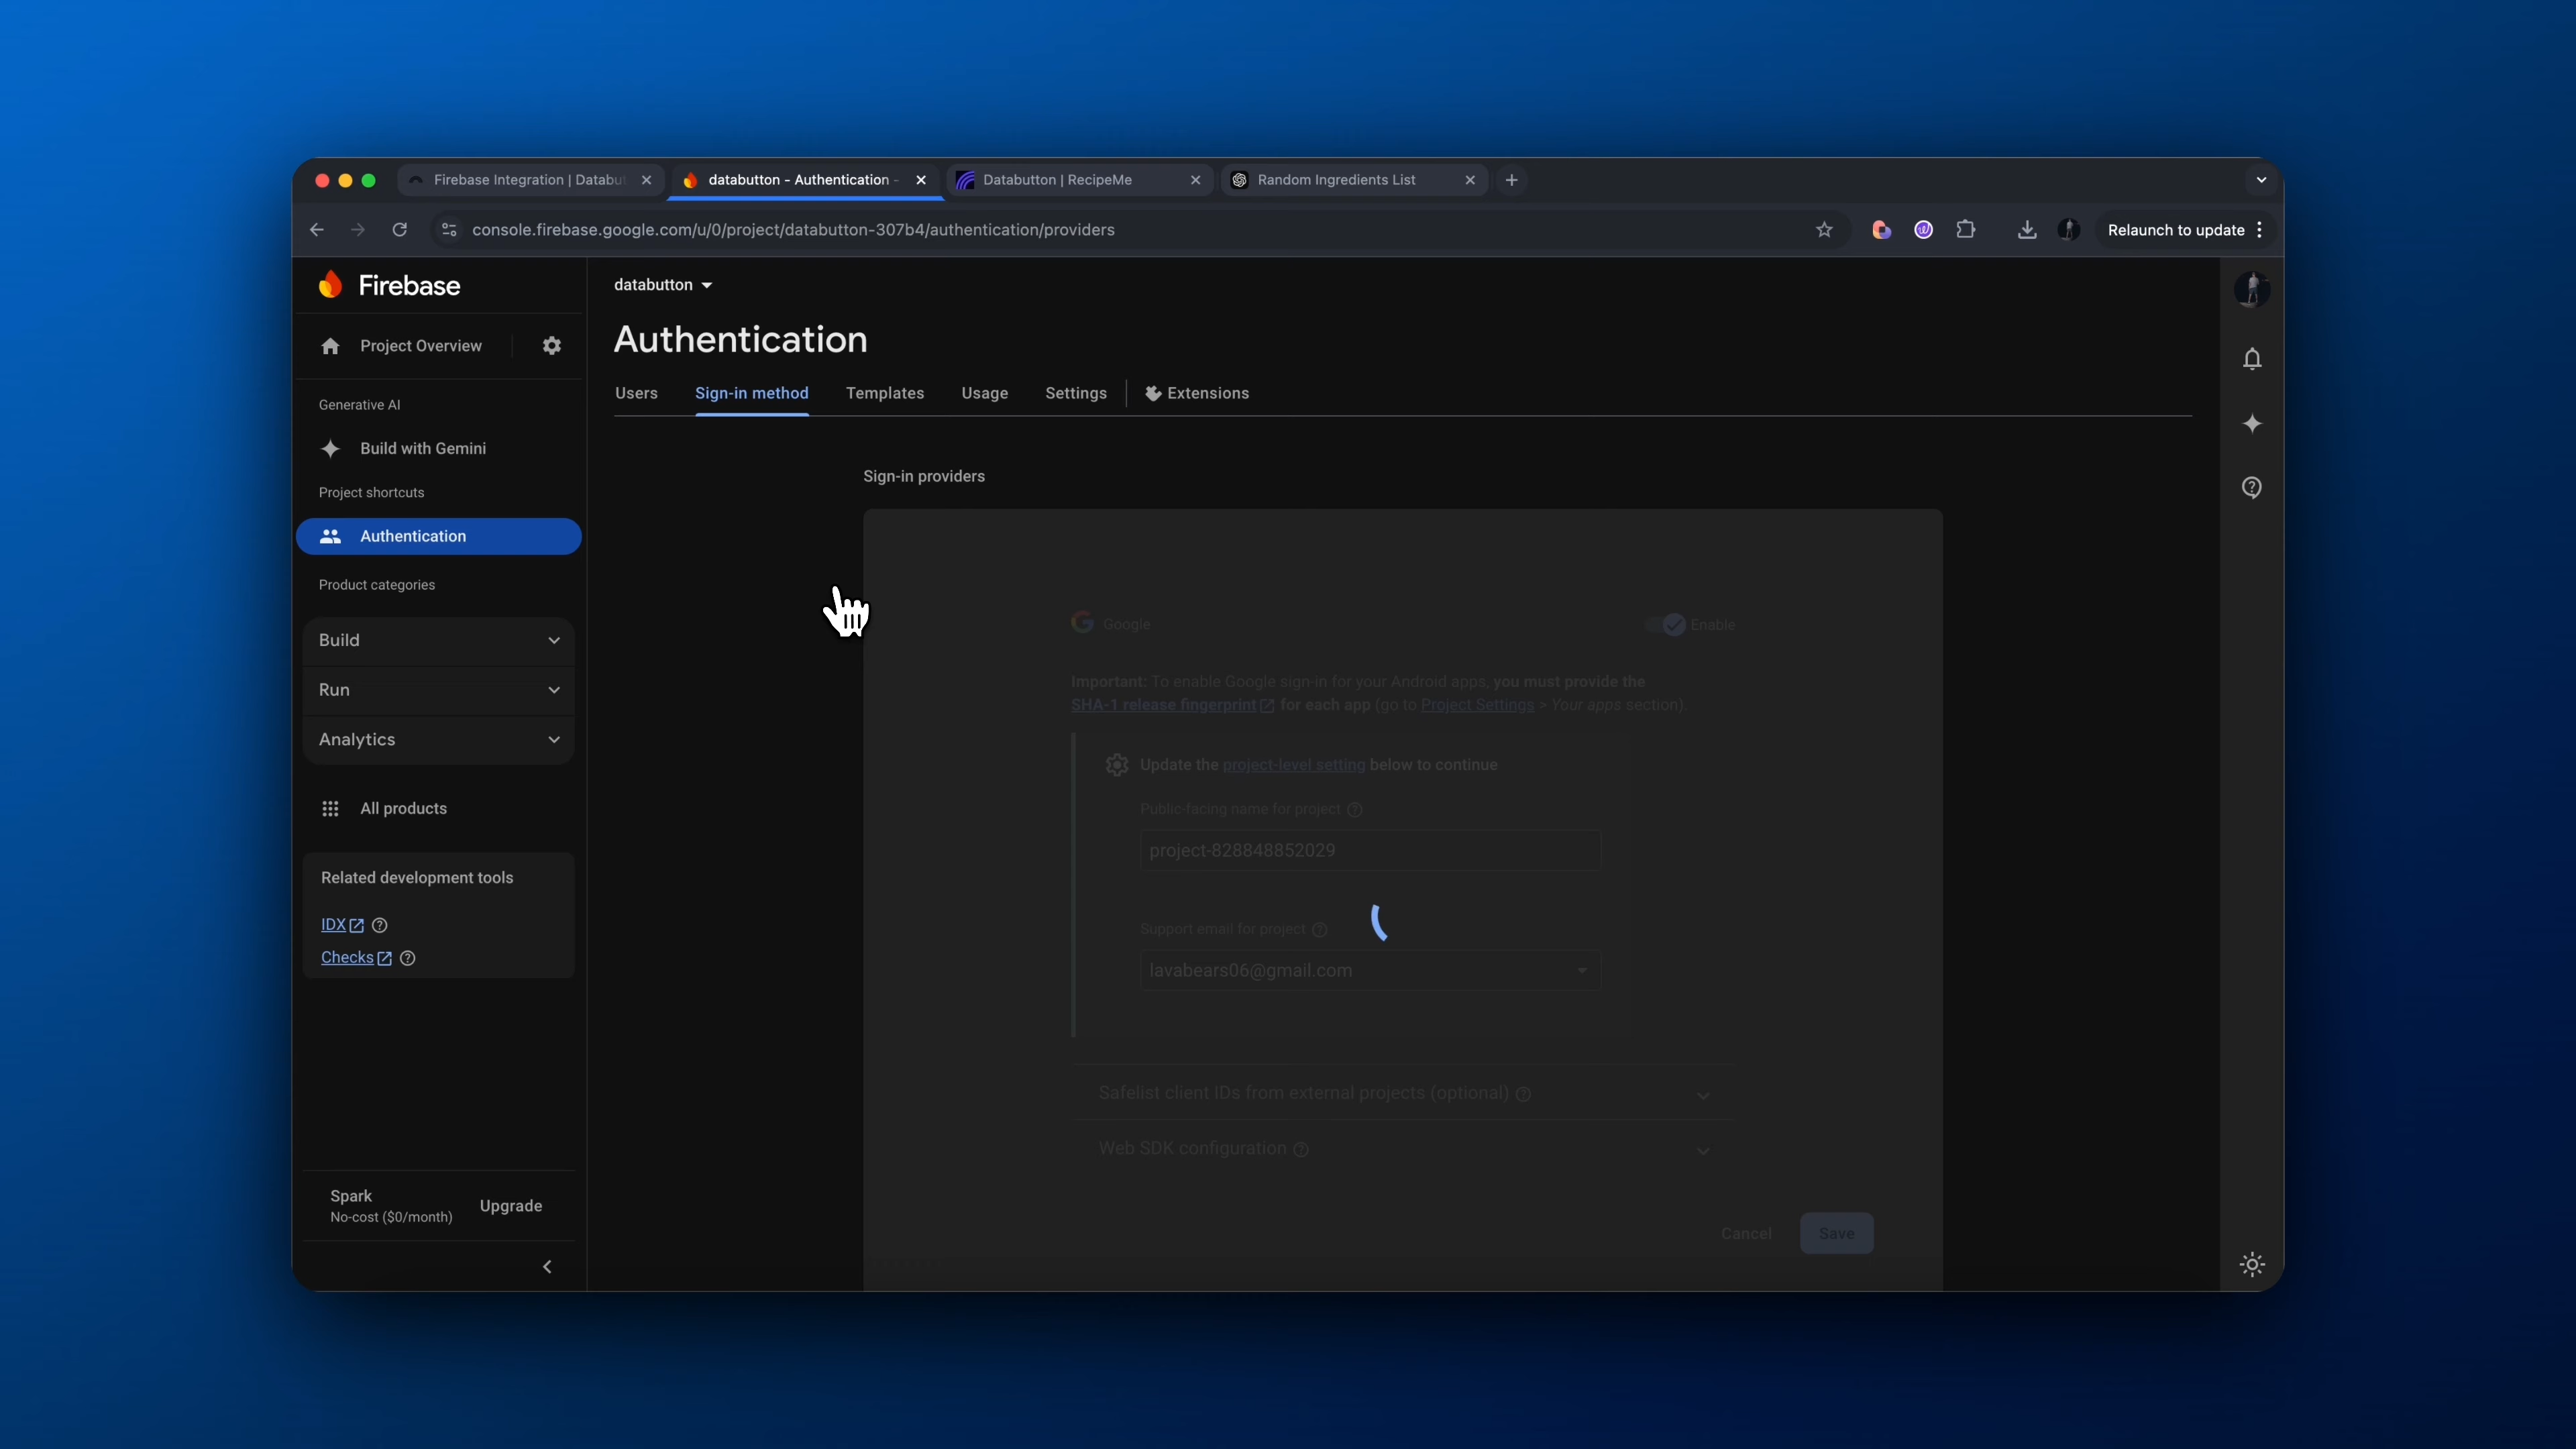 Firebase Integration | Databut
databutton - Authentication -
Databutton | RecipeMe
Random Ingredients List
console.firebase.google.com/u/0/project/databutton-307b4/authentication/providers
Relaunch to update
Firebase
Project Overview
Generative AI
Build with Gemini
Project shortcuts
Authentication
Product categories
Build
Run
Analytics
All products
Related development tools
IDX
Checks
Spark
No-cost ($0/month)
Upgrade
databutton
Authentication
Users
Sign-in method
Templates
Usage
Settings
Extensions
Sign-in providers
Google
Enable
Important: To enable Google sign-in for your Android apps, you must provide the
SHA-1 release fingerprint for each app (go to Project Settings > Your apps section).
Update the project-level setting below to continue
Public-facing name for project
project-828848852029
Support email for project
lavabears06@gmail.com
Safelist client IDs from external projects (optional)
Web SDK configuration
Cancel
Save